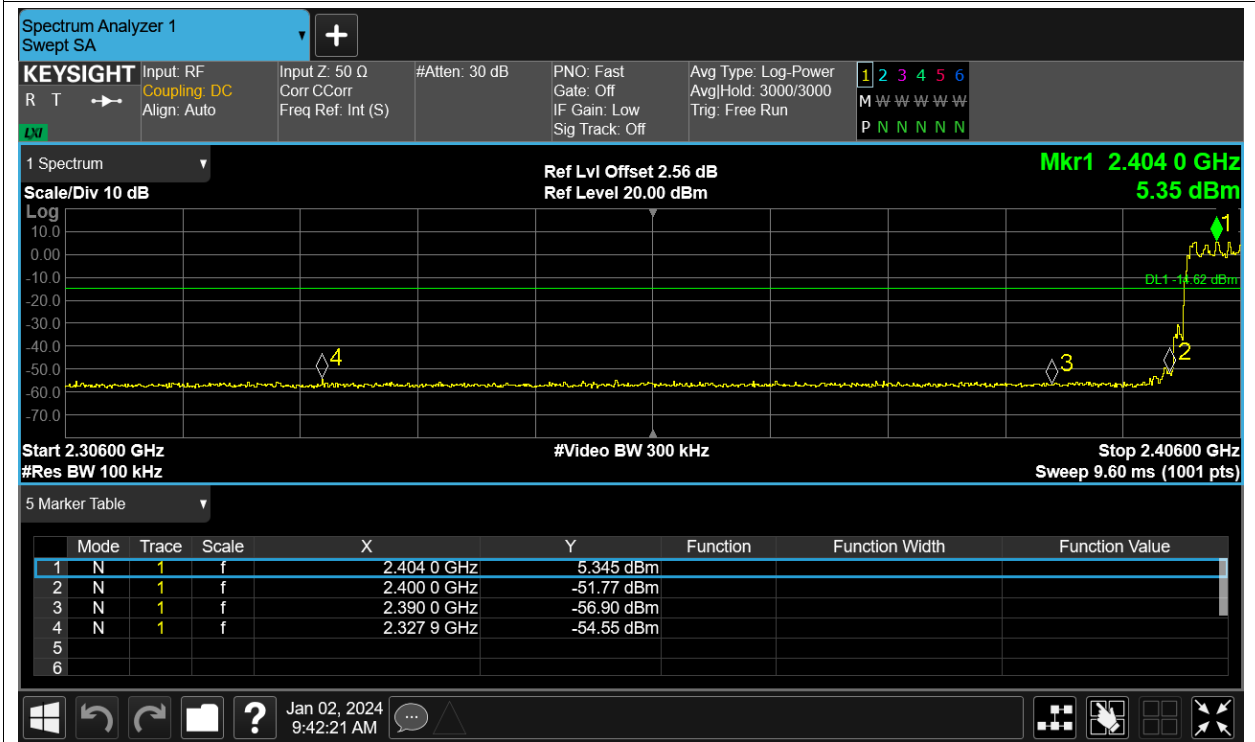 Spectrum Analyzer 1
Swept SA
+
KEYSIGHT Input: RF Input Z: 50 Ω #Atten: 30 dB PNO: Fast Avg Type: Log-Power 1 2 3 4 5 6
R T Coupling: DC Corr CCorr Gate: Off Avg|Hold: 3000/3000 M W W W W W
Align: Auto Freq Ref: Int (S) IF Gain: Low Trig: Free Run
LXI Sig Track: Off P N N N N N
1 Spectrum Ref Lvl Offset 2.56 dB Mkr1 2.404 0 GHz
Scale/Div 10 dB Ref Level 20.00 dBm 5.35 dBm
Log
1
10.0
0.00
-10.0
DL1 -14.62 dBm
-20.0
-30.0
-40.0
4 3 2
-50.0
-60.0
-70.0
Start 2.30600 GHz #Video BW 300 kHz Stop 2.40600 GHz
#Res BW 100 kHz Sweep 9.60 ms (1001 pts)
5 Marker Table
Mode Trace Scale X Y Function Function Width Function Value
1 N 1 f 2.404 0 GHz 5.345 dBm
2 N 1 f 2.400 0 GHz -51.77 dBm
3 N 1 f 2.390 0 GHz -56.90 dBm
4 N 1 f 2.327 9 GHz -54.55 dBm
5
6
? Jan 02, 2024
9:42:21 AM